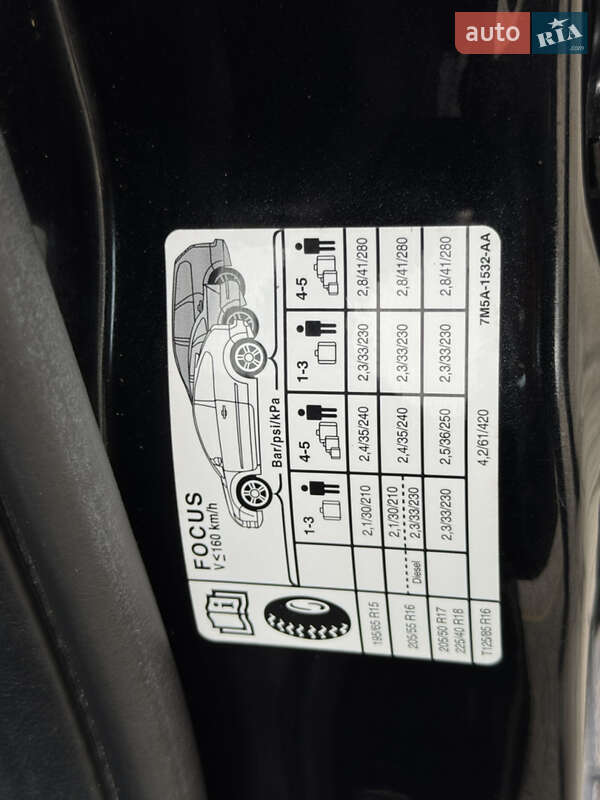 auto RIA
.com
FOCUS
V ≤160 km/h
Bar/psi/kPa
1-3 4-5 1-3 4-5
195/65 R15 2,1/30/210 2,4/35/240 2,3/33/230 2,8/41/280
205/55 R16 2,1/30/210 2,4/35/240 2,3/33/230 2,8/41/280
Diesel 2,3/33/230
205/50 R17 2,3/33/230 2,5/36/250 2,3/33/230 2,8/41/280
225/40 R18
T125/85 R16 4,2/61/420
7M5A-1532-AA